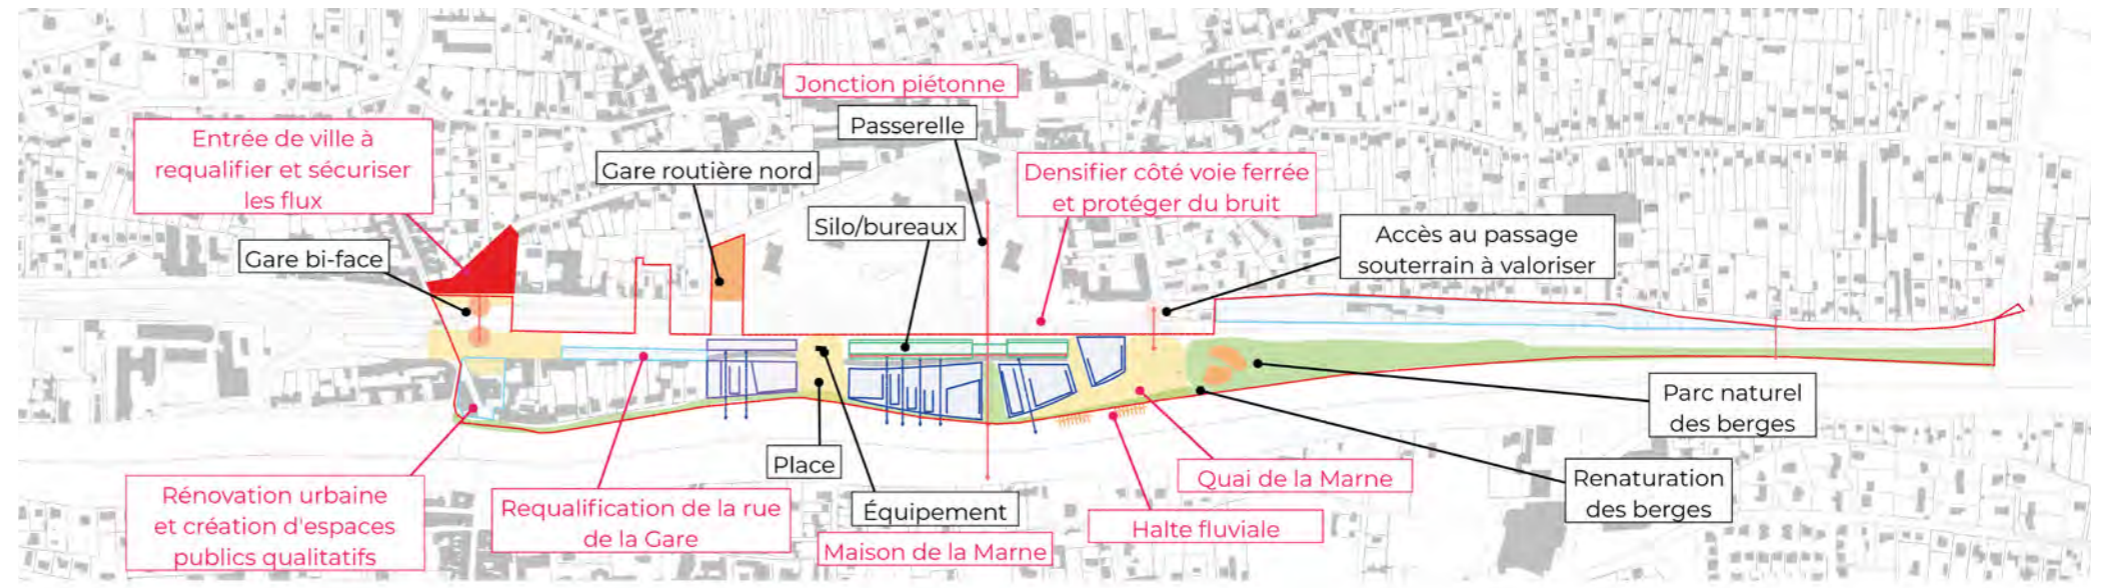 Jonction piétonne
Passerelle
Entrée de ville à
requalifier et sécuriser
les flux
Gare routière nord
Densifier côté voie ferrée
et protéger du bruit
Silo/bureaux
Accès au passage
souterrain à valoriser
Gare bi-face
Parc naturel
des berges
Place
Quai de la Marne
Renaturation
des berges
Rénovation urbaine
et création d'espaces
publics qualitatifs
Requalification de la rue
de la Gare
Équipement
Maison de la Marne
Halte fluviale